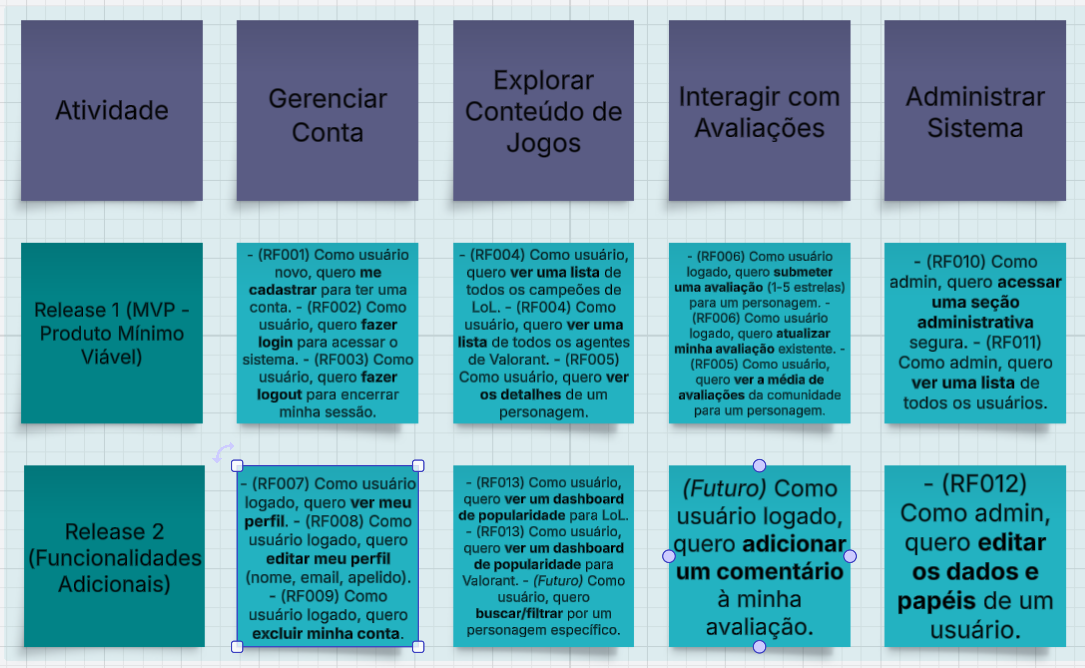 Atividade
Gerenciar
Conta
Explorar
Conteúdo de
Jogos
Interagir com
Avaliações
Administrar
Sistema
Release 1 (MVP -
Produto Mínimo
Viável)
- (RF001) Como usuário
novo, quero me
cadastrar para ter uma
conta. - (RF002) Como
usuário, quero fazer
login para acessar o
sistema. - (RF003) Como
usuário, quero fazer
logout para encerrar
minha sessão.
- (RF004) Como usuário,
quero ver uma lista de
todos os campeões de
LoL. - (RF004) Como
usuário, quero ver uma
lista de todos os agentes
de Valorant. - (RF005)
Como usuário, quero ver
os detalhes de um
personagem.
- (RF006) Como usuário
logado, quero submeter
uma avaliação (1-5 estrelas)
para um personagem. -
(RF006) Como usuário
logado, quero atualizar
minha avaliação existente. -
(RF005) Como usuário,
quero ver a média de
avaliações da comunidade
para um personagem.
- (RF010) Como
admin, quero acessar
uma seção
administrativa
segura. - (RF011)
Como admin, quero
ver uma lista de
todos os usuários.
Release 2
(Funcionalidades
Adicionais)
- (RF007) Como usuário
logado, quero ver meu
perfil. - (RF008) Como
usuário logado, quero
editar meu perfil
(nome, email, apelido).
- (RF009) Como
usuário logado, quero
excluir minha conta.
- (RF013) Como usuário,
quero ver um dashboard
de popularidade para LoL.
- (RF013) Como usuário,
quero ver um dashboard
de popularidade para
Valorant. - (Futuro) Como
usuário, quero
buscar/filtrar por um
personagem específico.
(Futuro) Como
usuário logado,
quero adicionar
um comentário
à minha
avaliação.
- (RF012)
Como admin,
quero editar
os dados e
papéis de um
usuário.